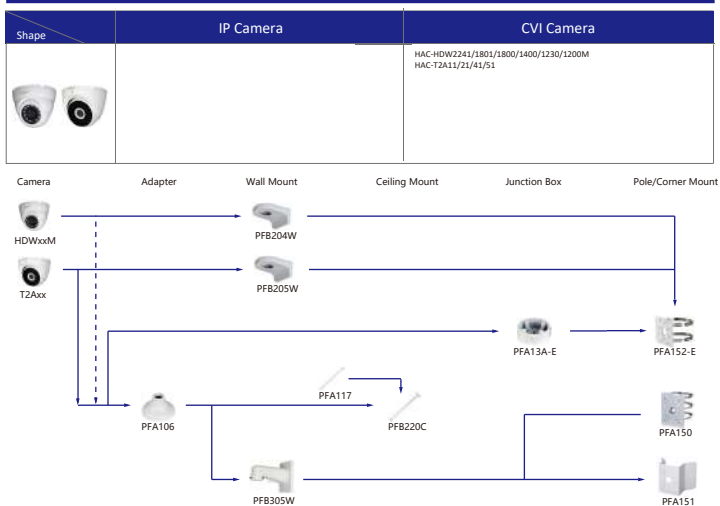 Shape
IP Camera
CVI Camera
HAC-HDW2241/1801/1800/1400/1230/1200M
HAC-T2A11/21/41/51
Camera
Adapter
Wall Mount
Ceiling Mount
Junction Box
Pole/Corner Mount
HDWxxM
PFB204W
T2Axx
PFB205W
PFA13A-E
PFA152-E
PFA117
PFA106
PFB220C
PFA150
PFB305W
PFA151